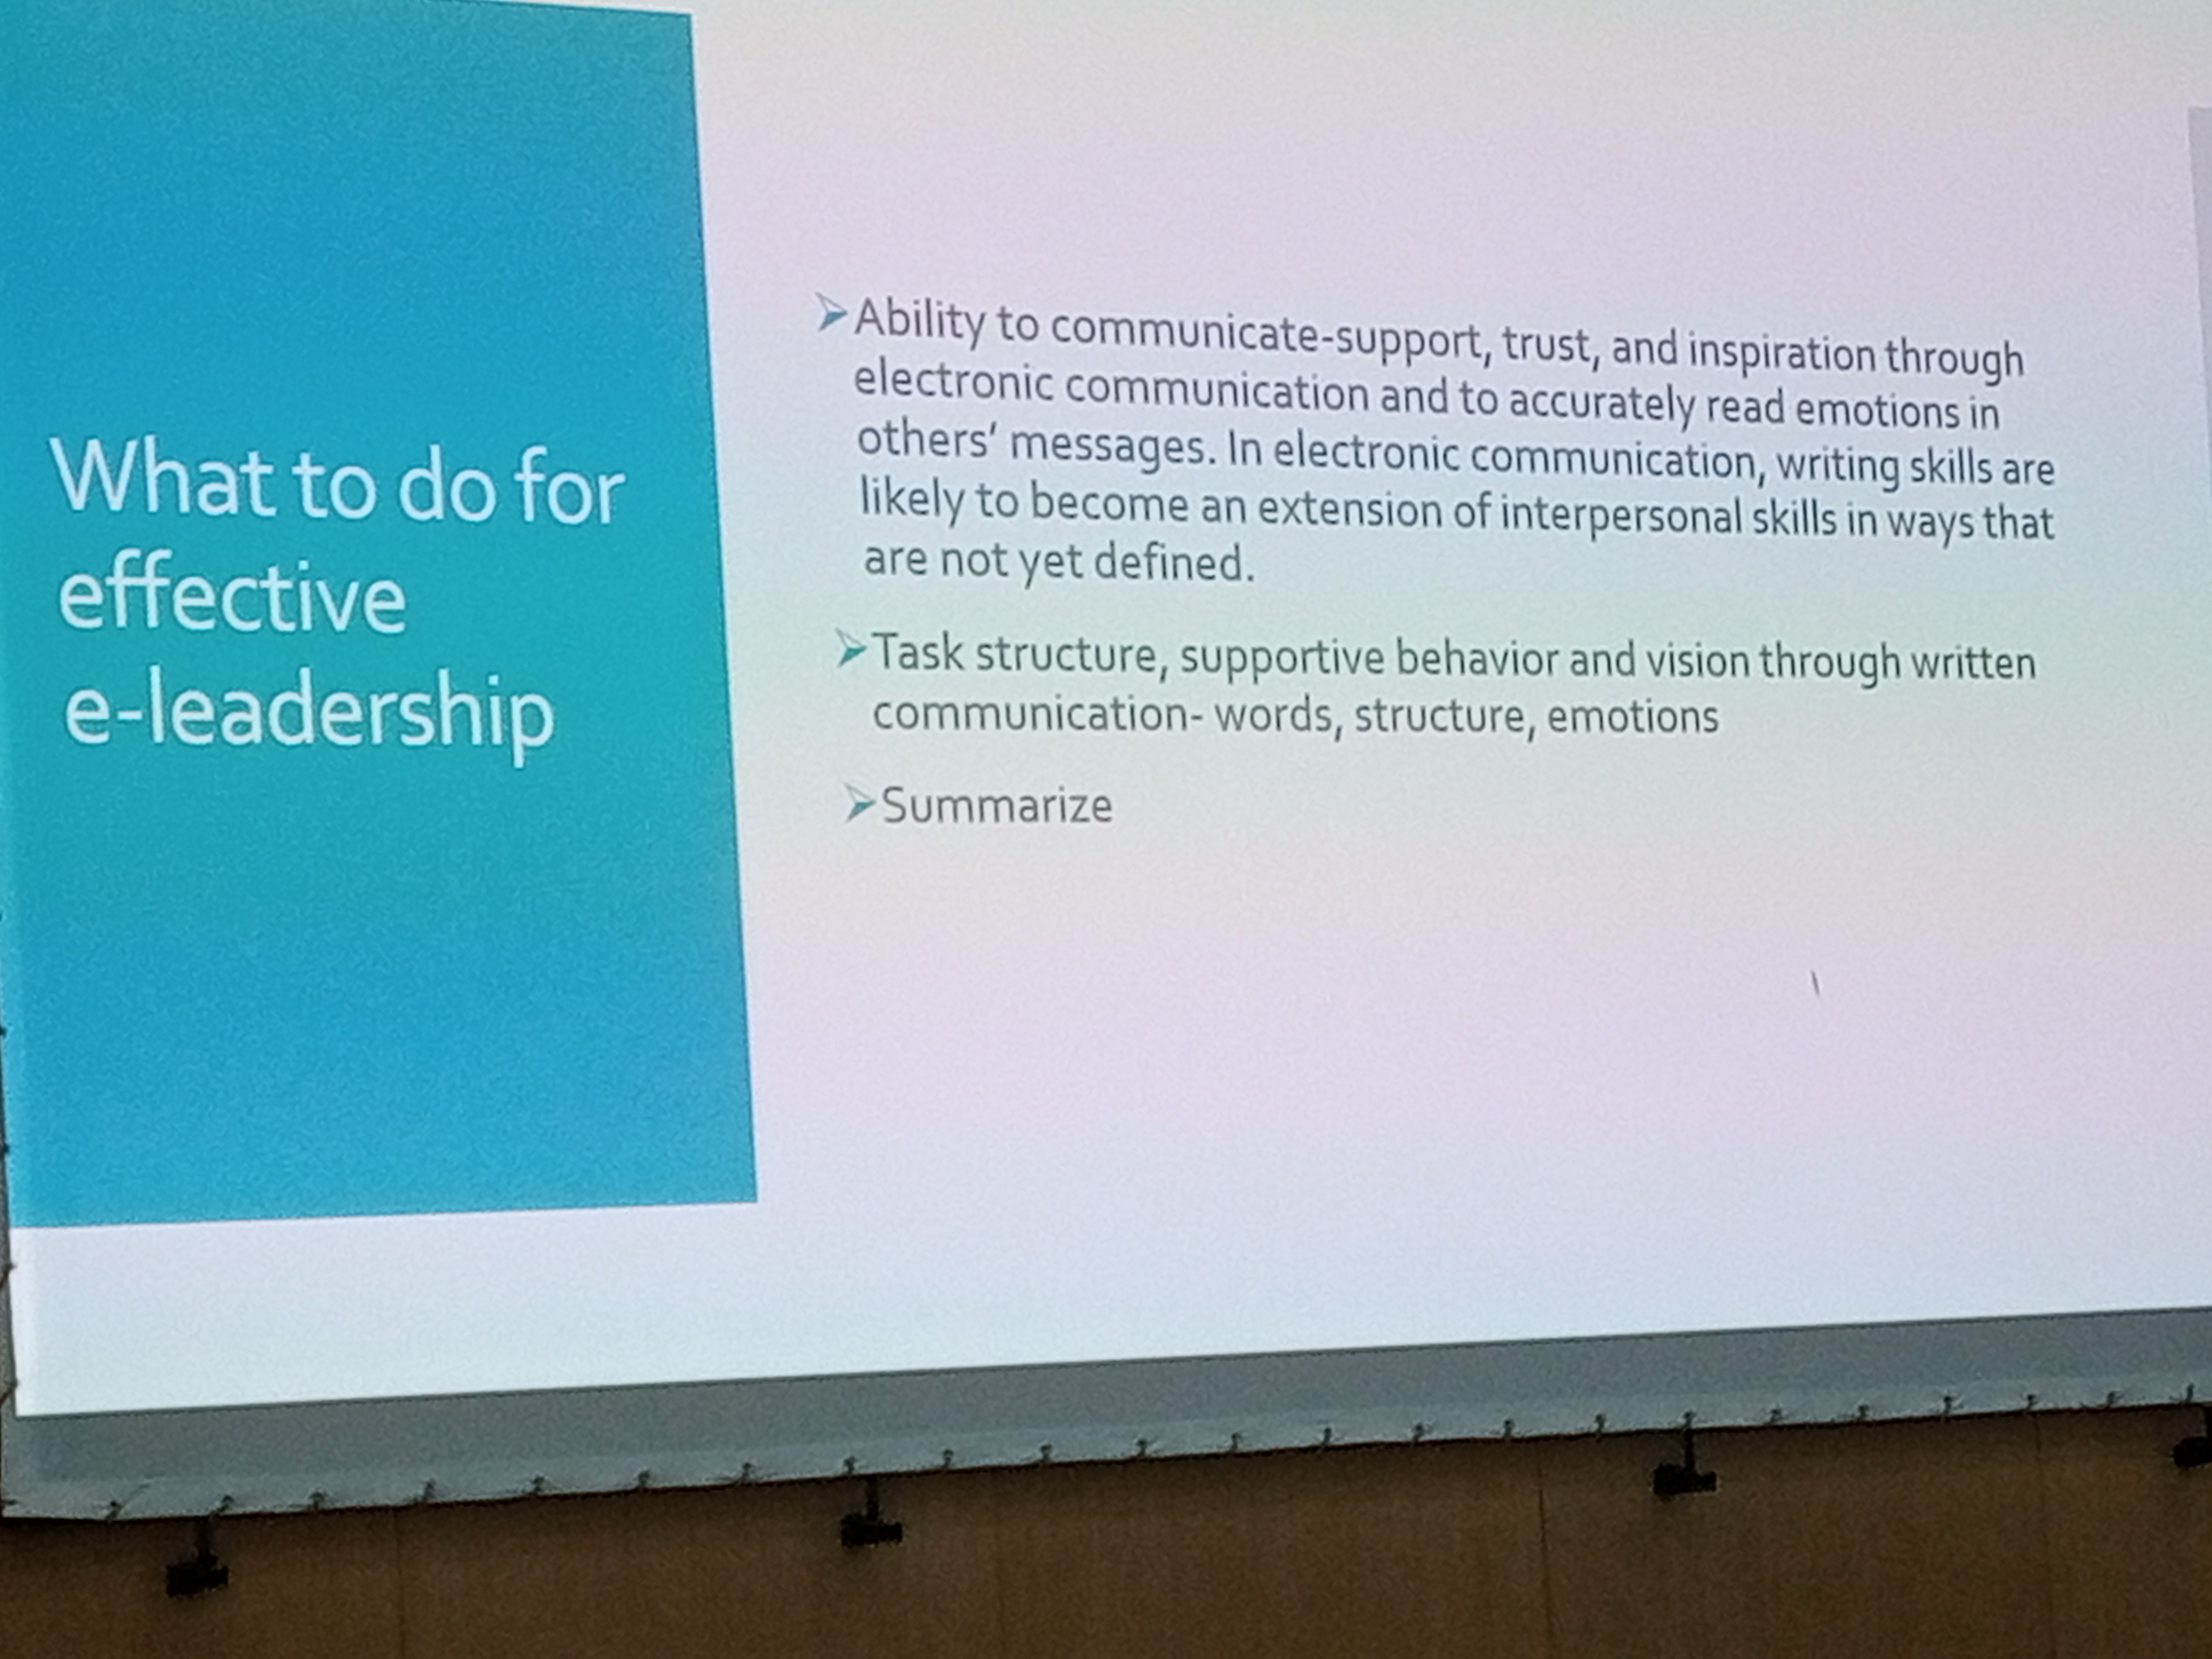 What to do for
effective
e-leadership
Ability to communicate-support, trust, and inspiration through
electronic communication and to accurately read emotions in
others' messages. In electronic communication, writing skills are
likely to become an extension of interpersonal skills in ways that
are not yet defined.
Task structure, supportive behavior and vision through written
communication- words, structure, emotions
Summarize